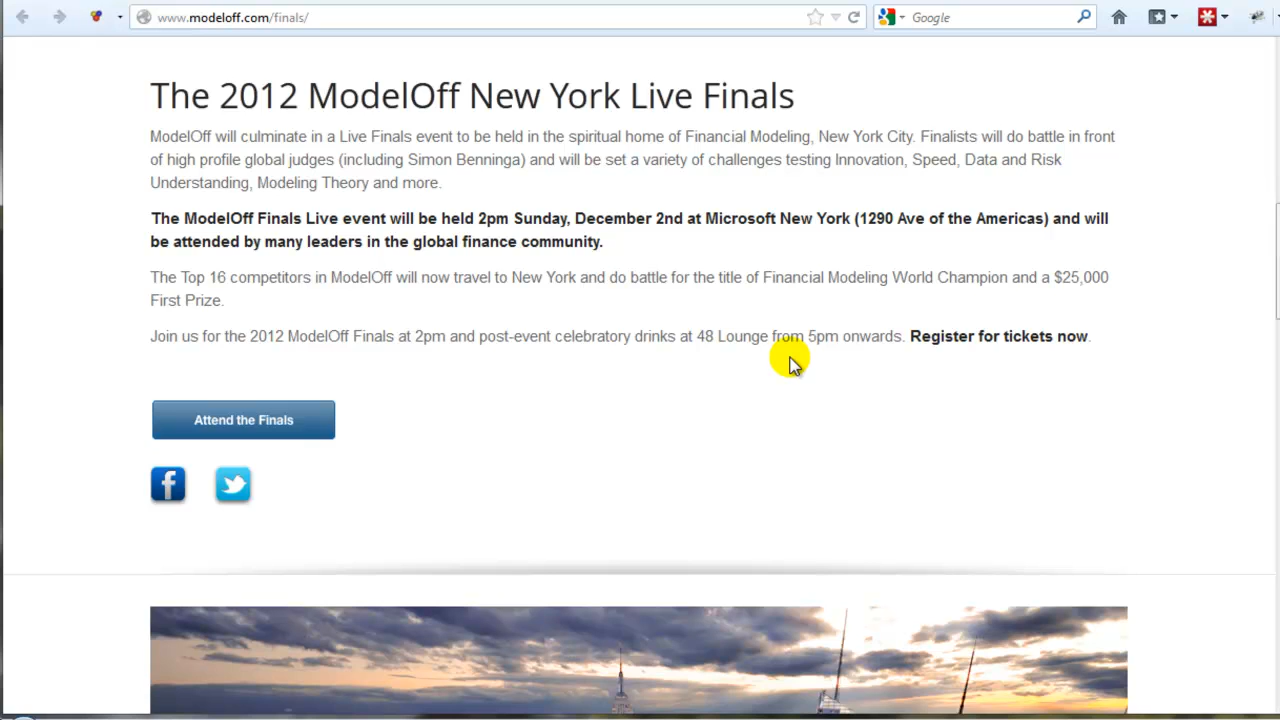 www.modeloff.com/finals/
Google
The 2012 ModelOff New York Live Finals
ModelOff will culminate in a Live Finals event to be held in the spiritual home of Financial Modeling, New York City. Finalists will do battle in front
of high profile global judges (including Simon Benninga) and will be set a variety of challenges testing Innovation, Speed, Data and Risk
Understanding, Modeling Theory and more.
The ModelOff Finals Live event will be held 2pm Sunday, December 2nd at Microsoft New York (1290 Ave of the Americas) and will
be attended by many leaders in the global finance community.
The Top 16 competitors in ModelOff will now travel to New York and do battle for the title of Financial Modeling World Champion and a $25,000
First Prize.
Join us for the 2012 ModelOff Finals at 2pm and post-event celebratory drinks at 48 Lounge from 5pm onwards. Register for tickets now.
Attend the Finals